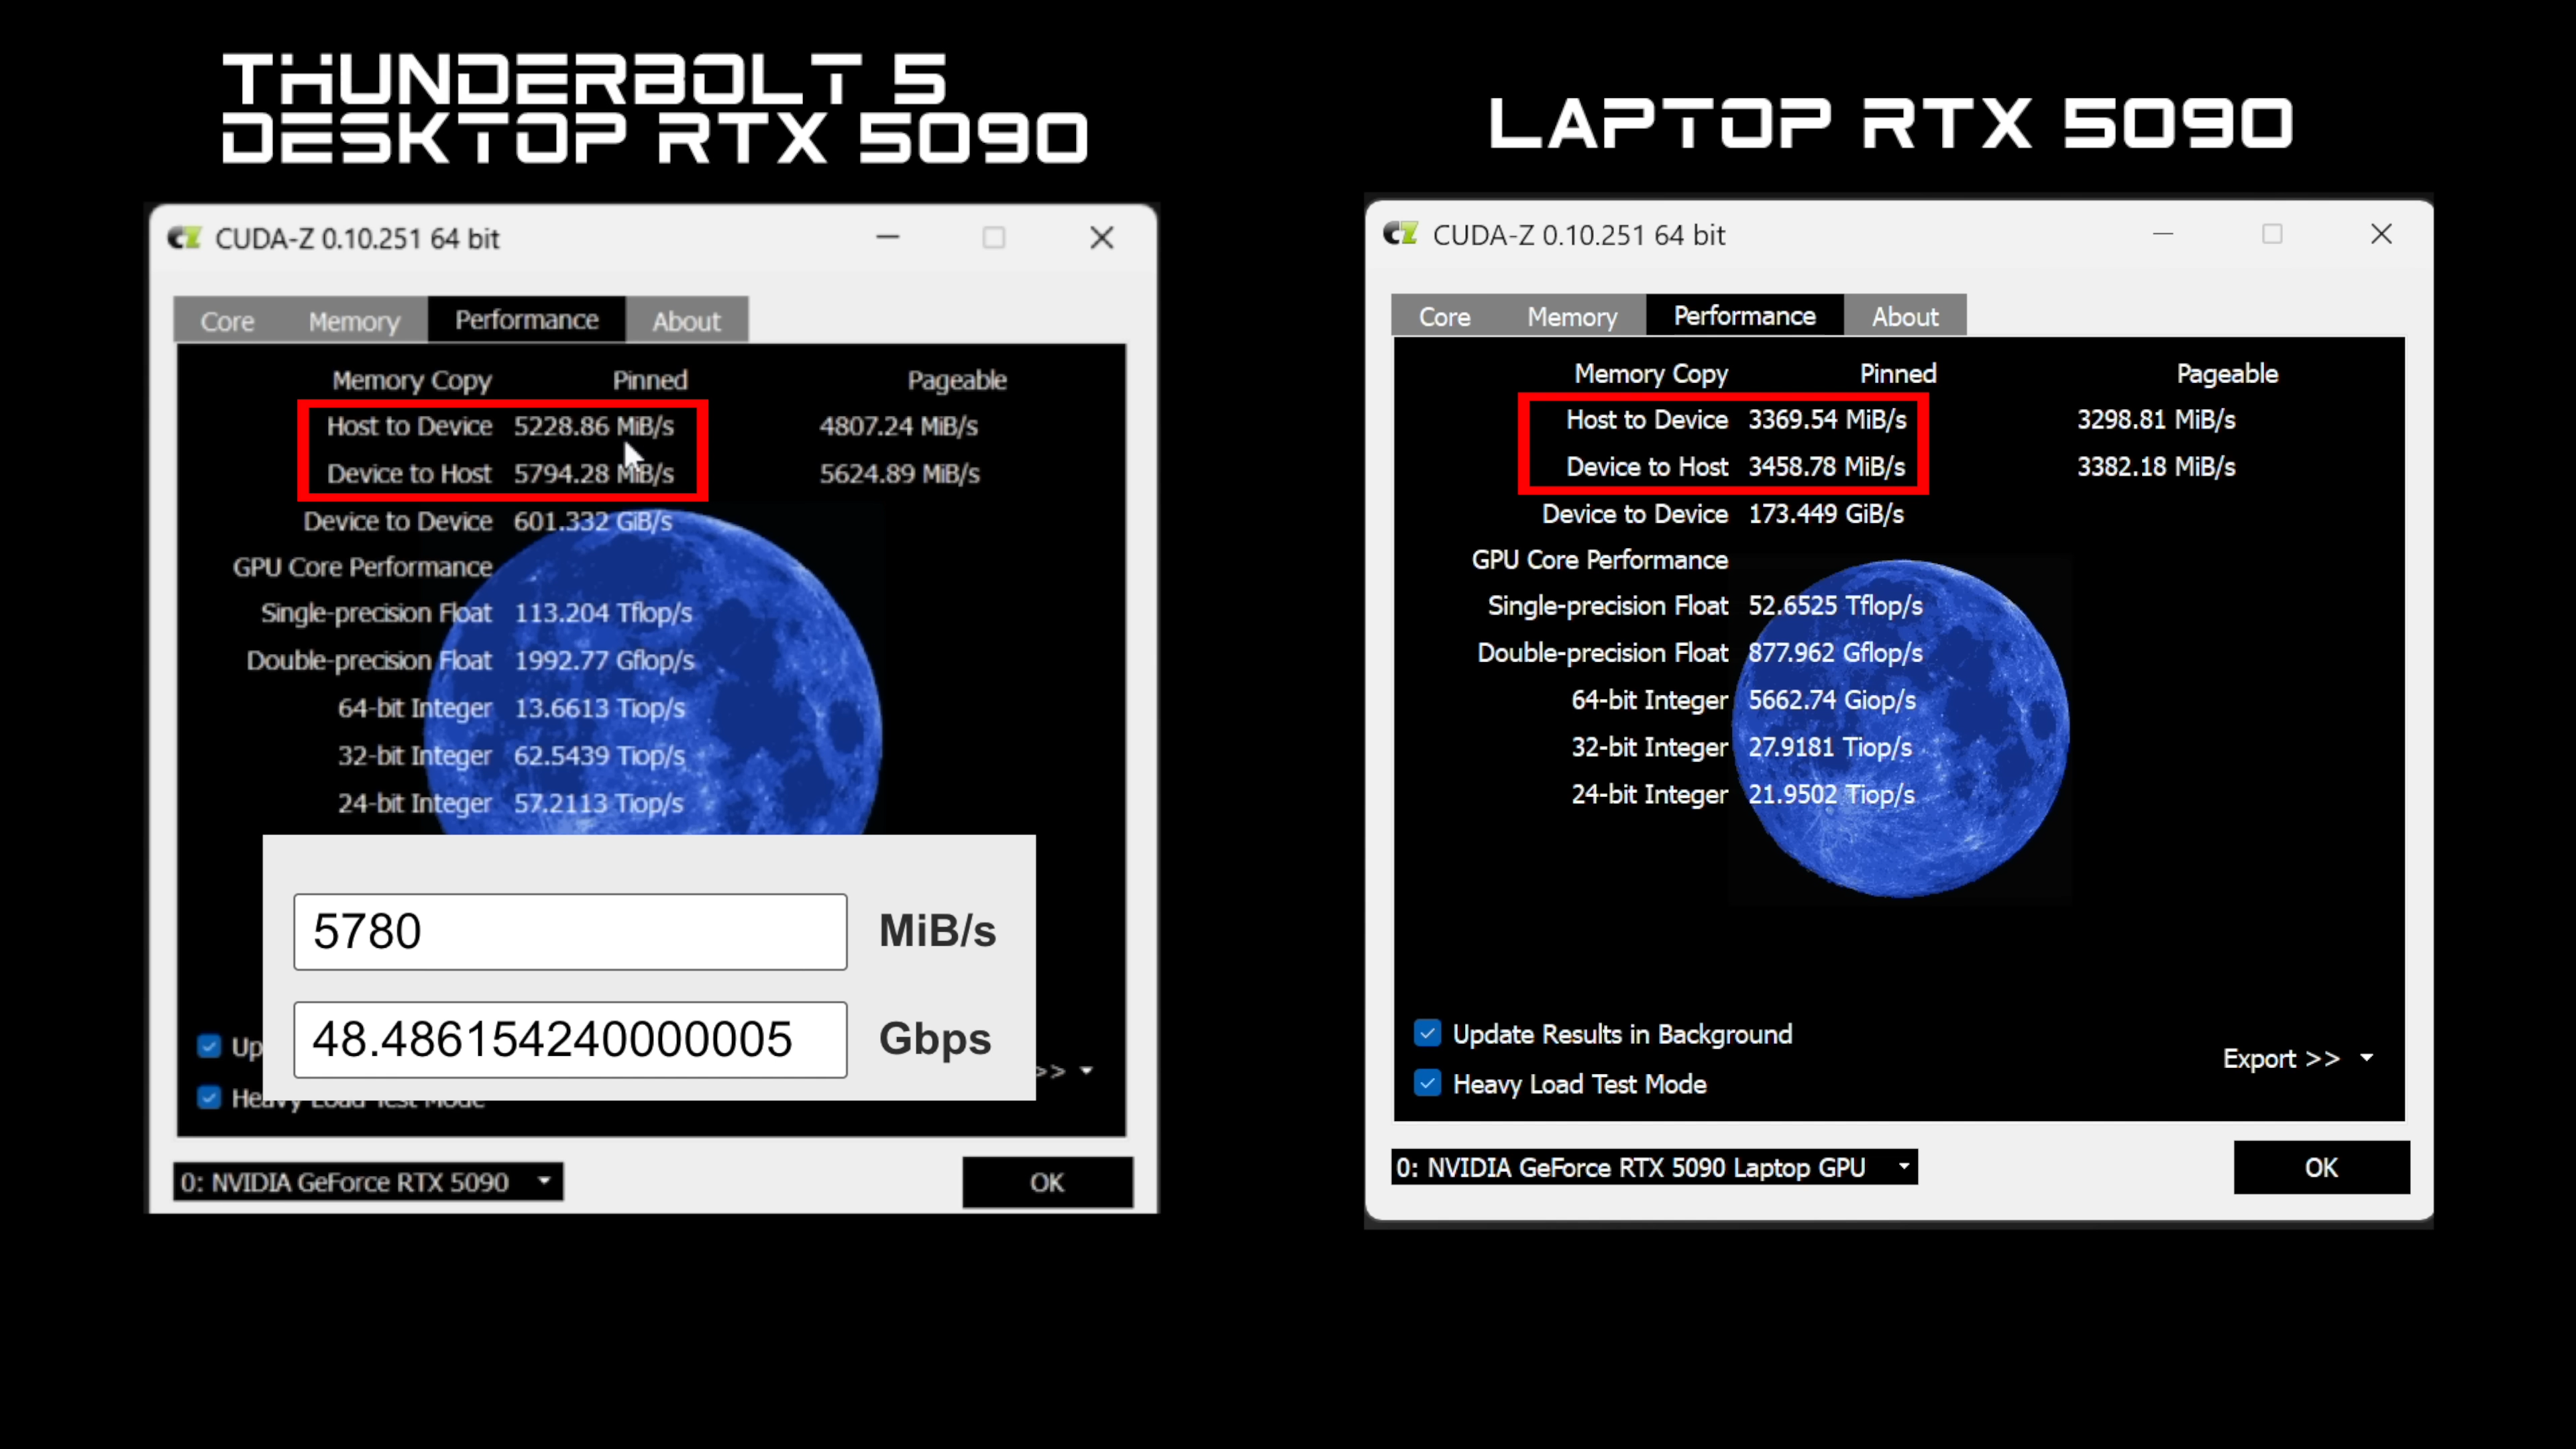 THUNDERBOLT 5
DESKTOP RTX 5090
CZ CUDA-Z 0.10.251 64 bit
Core Memory Performance About
Memory Copy Pinned Pageable
Host to Device 5228.86 MiB/s 4807.24 MiB/s
Device to Host 5794.28 MiB/s 5624.89 MiB/s
Device to Device 601.332 GiB/s
GPU Core Performance
Single-precision Float 113.204 Tflop/s
Double-precision Float 1992.77 Gflop/s
64-bit Integer 13.6613 Tiop/s
32-bit Integer 62.5439 Tiop/s
24-bit Integer 57.2113 Tiop/s
5780 MiB/s
48.486154240000005 Gbps
Up
>>
Heavy Load Test Mode
0: NVIDIA GeForce RTX 5090
OK
LAPTOP RTX 5090
CZ CUDA-Z 0.10.251 64 bit
Core Memory Performance About
Memory Copy Pinned Pageable
Host to Device 3369.54 MiB/s 3298.81 MiB/s
Device to Host 3458.78 MiB/s 3382.18 MiB/s
Device to Device 173.449 GiB/s
GPU Core Performance
Single-precision Float 52.6525 Tflop/s
Double-precision Float 877.962 Gflop/s
64-bit Integer 5662.74 Giop/s
32-bit Integer 27.9181 Tiop/s
24-bit Integer 21.9502 Tiop/s
Update Results in Background
Export >>
Heavy Load Test Mode
0: NVIDIA GeForce RTX 5090 Laptop GPU
OK